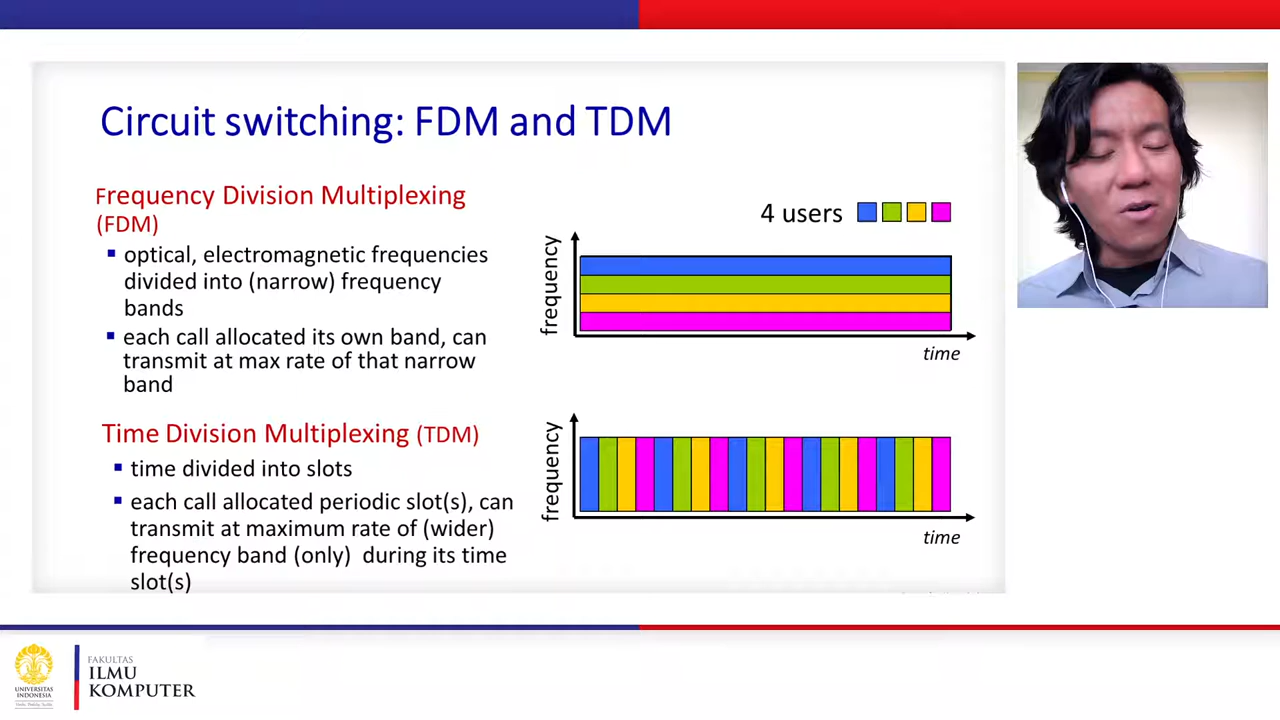 Circuit switching: FDM and TDM
Frequency Division Multiplexing
(FDM)
▪ optical, electromagnetic frequencies
divided into (narrow) frequency
bands
▪ each call allocated its own band, can
transmit at max rate of that narrow
band
4 users
frequency
time
Time Division Multiplexing (TDM)
▪ time divided into slots
▪ each call allocated periodic slot(s), can
transmit at maximum rate of (wider)
frequency band (only) during its time
slot(s)
frequency
time
UNIVERSITAS
INDONESIA
FAKULTAS
ILMU
KOMPUTER